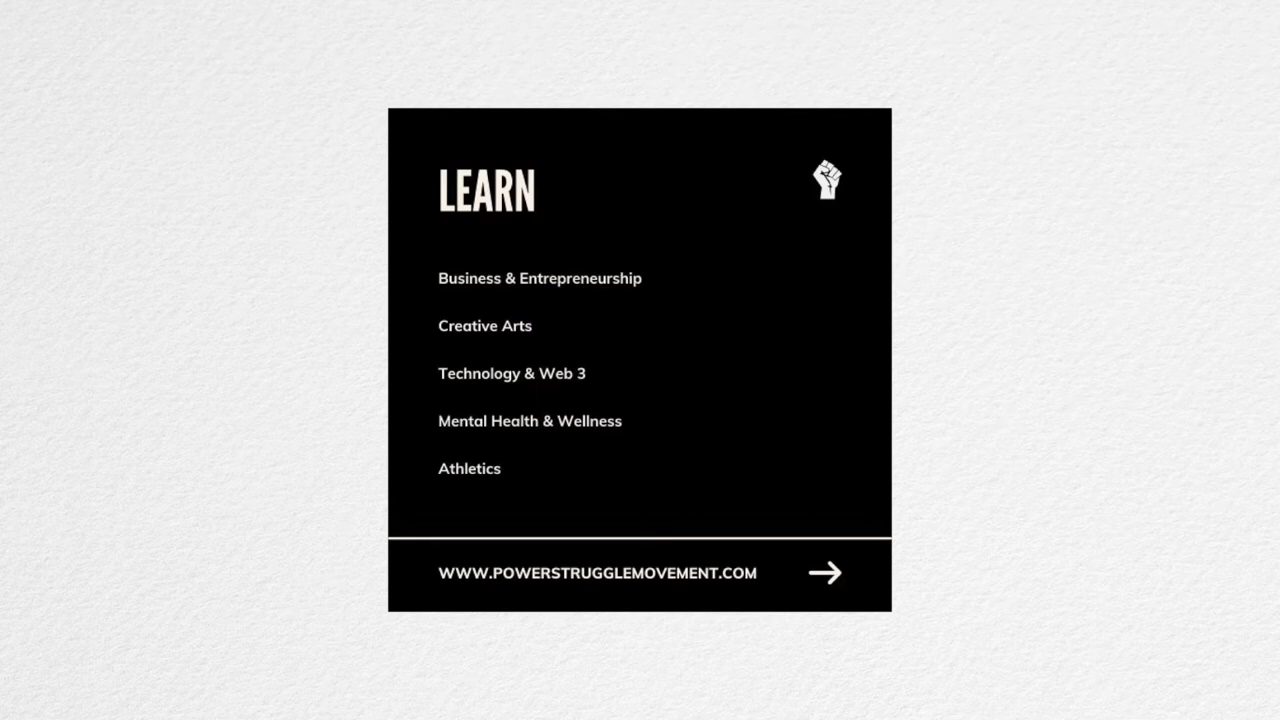 LEARN
Business & Entrepreneurship
Creative Arts
Technology & Web 3
Mental Health & Wellness
Athletics
WWW.POWERSTRUGGLEMOVEMENT.COM